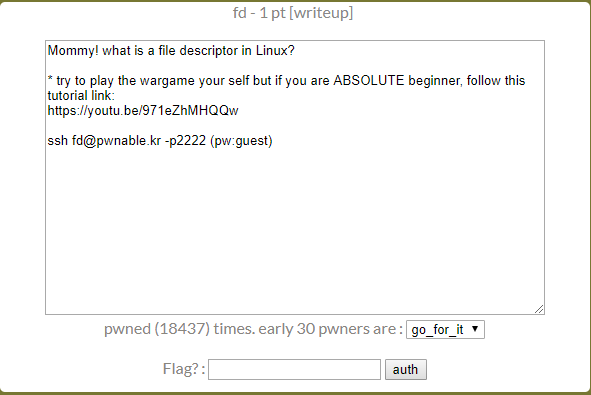 fd - 1 pt [writeup]
Mommy! what is a file descriptor in Linux?
* try to play the wargame your self but if you are ABSOLUTE beginner, follow this
tutorial link:
https://youtu.be/971eZhMHQQw
ssh fd@pwnable.kr -p2222 (pw:guest)
pwned (18437) times. early 30 pwners are : go_for_it
Flag? : auth